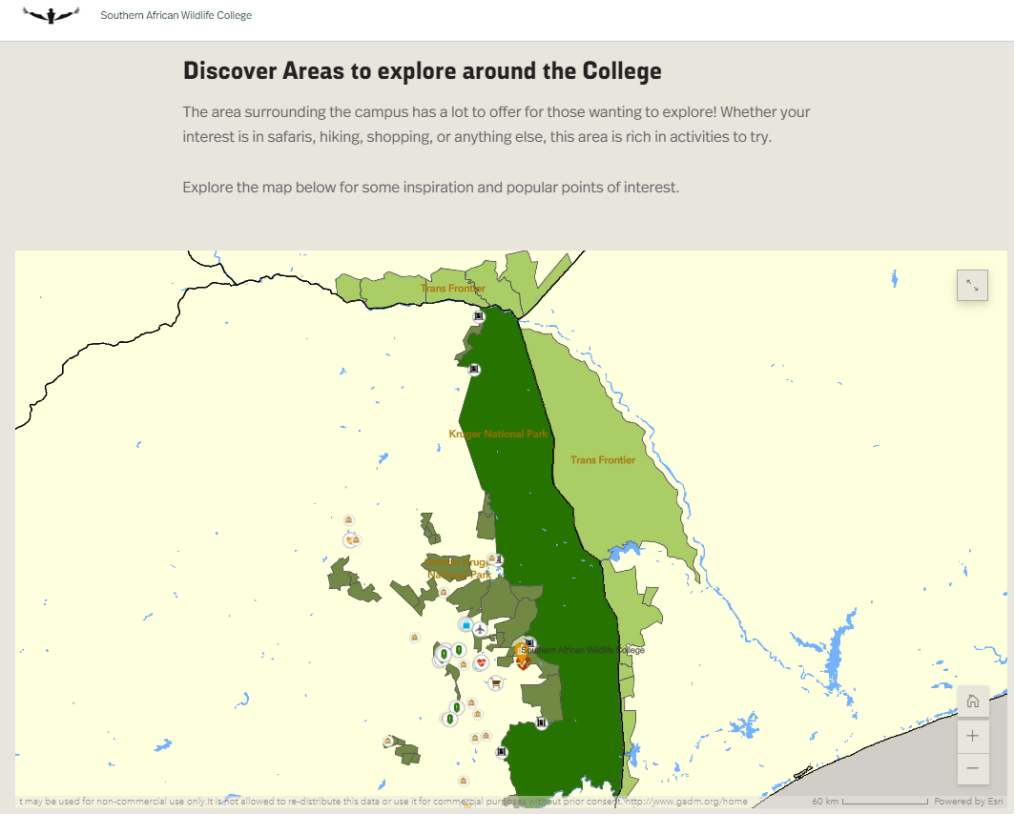 Southern African Wildlife College
Discover Areas to explore around the College
The area surrounding the campus has a lot to offer for those wanting to explore! Whether your
interest is in safaris, hiking, shopping, or anything else, this area is rich in activities to try.
Explore the map below for some inspiration and popular points of interest.
Trans Frontier
Kruger National Park
Trans Frontier
Kruger
National Park
Southern African Wildlife College
t may be used for non-commercial use only.It is not allowed to re-distribute this data or use it for commercial purposes without prior consent. http://www.gadm.org/home
60 km
Powered by Esri